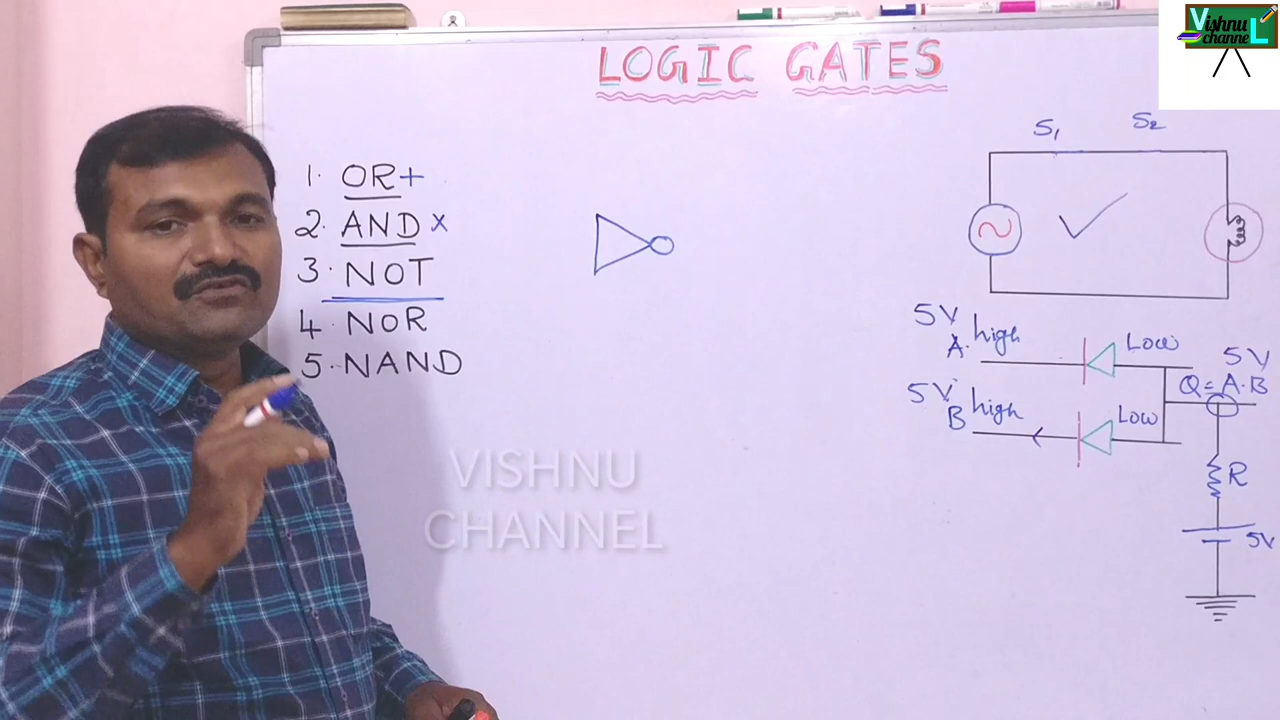 Vishnu
channel
LOGIC GATES
1. OR +
2. AND x
3. NOT
4. NOR
5. NAND
S1 S2
5V
A. high
Low
5V
Q = A.B
5V
B high
Low
R
5V
VISHNU
CHANNEL